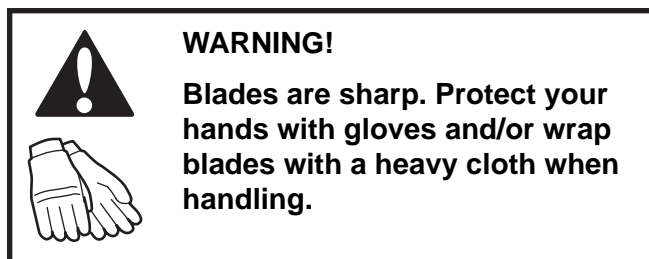 WARNING!
Blades are sharp. Protect your
hands with gloves and/or wrap
blades with a heavy cloth when
handling.